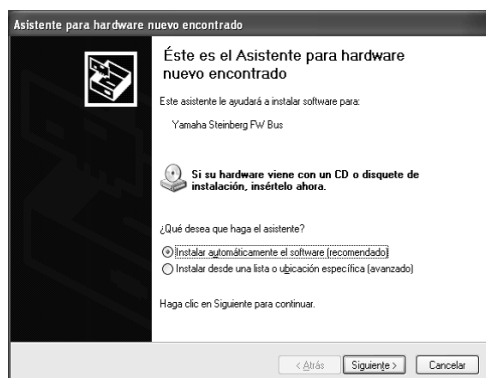 Asistente para hardware nuevo encontrado
Éste es el Asistente para hardware
nuevo encontrado
Este asistente le ayudará a instalar software para:
Yamaha Steinberg FW Bus
Si su hardware viene con un CD o disquete de
instalación, insértelo ahora.
¿Qué desea que haga el asistente?
Instalar automáticamente el software (recomendado)
Instalar desde una lista o ubicación específica (avanzado)
Haga clic en Siguiente para continuar.
< Atrás
Siguiente >
Cancelar